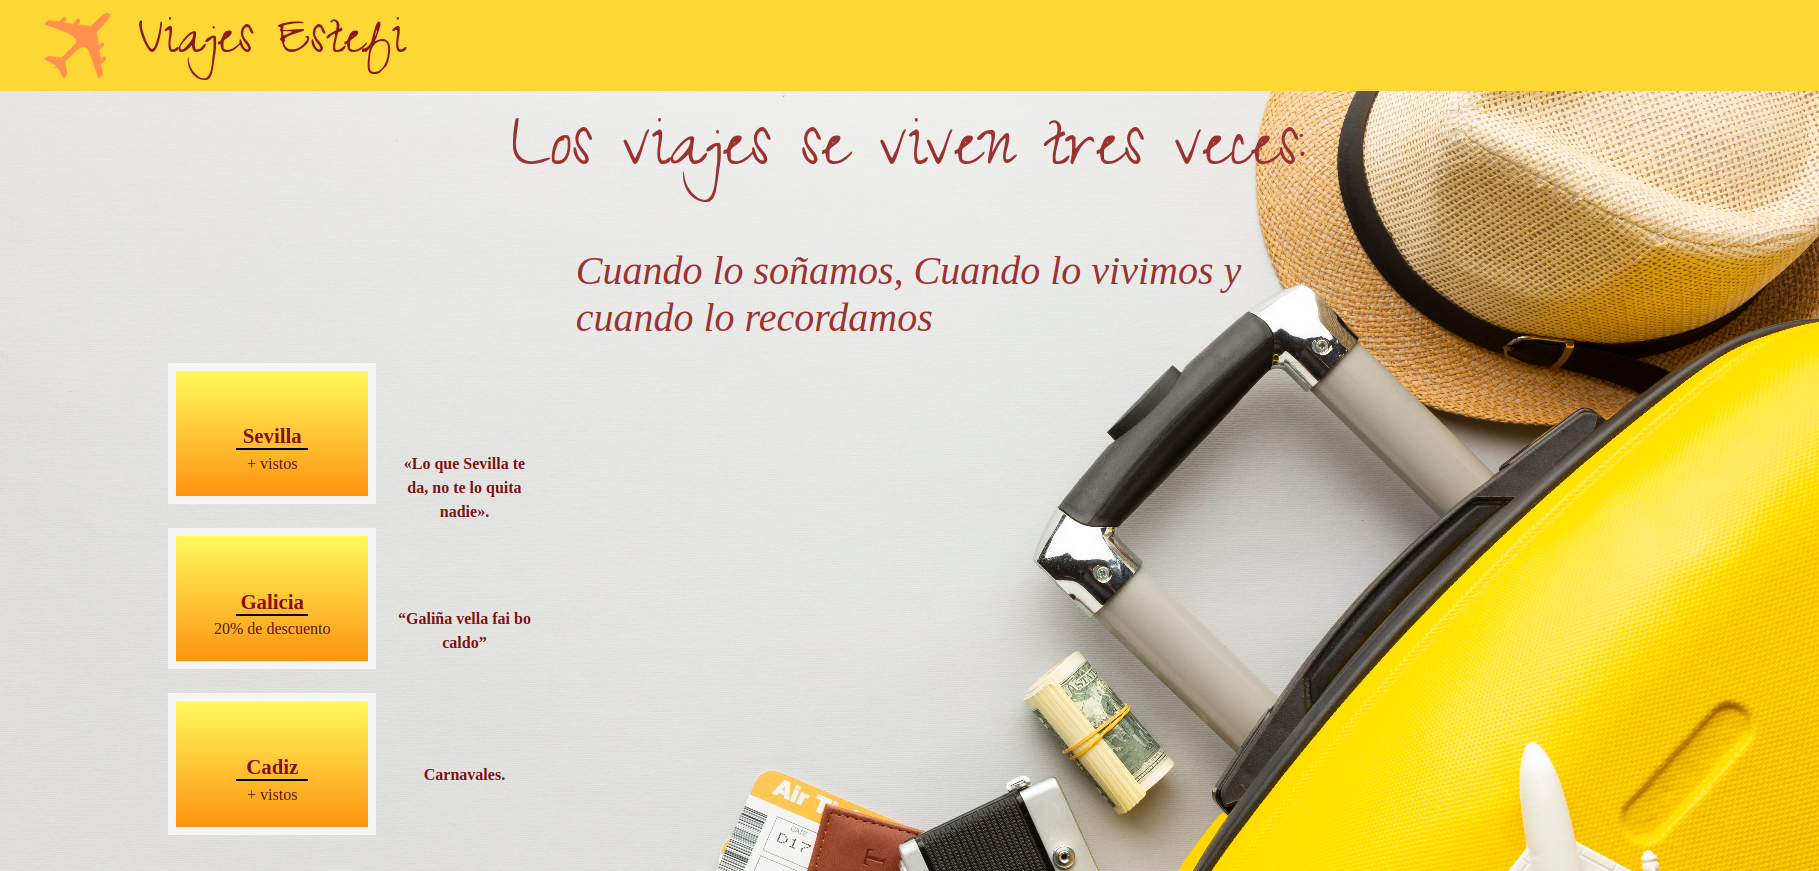 Viajes Estefi
Los viajes se viven tres veces:
Cuando lo soñamos, Cuando lo vivimos y
cuando lo recordamos
Sevilla
+ vistos
«Lo que Sevilla te
da, no te lo quita
nadie».
Galicia
20% de descuento
“Galiña vella fai bo
caldo”
Cadiz
+ vistos
Carnavales.
Air
GATE
D17
T